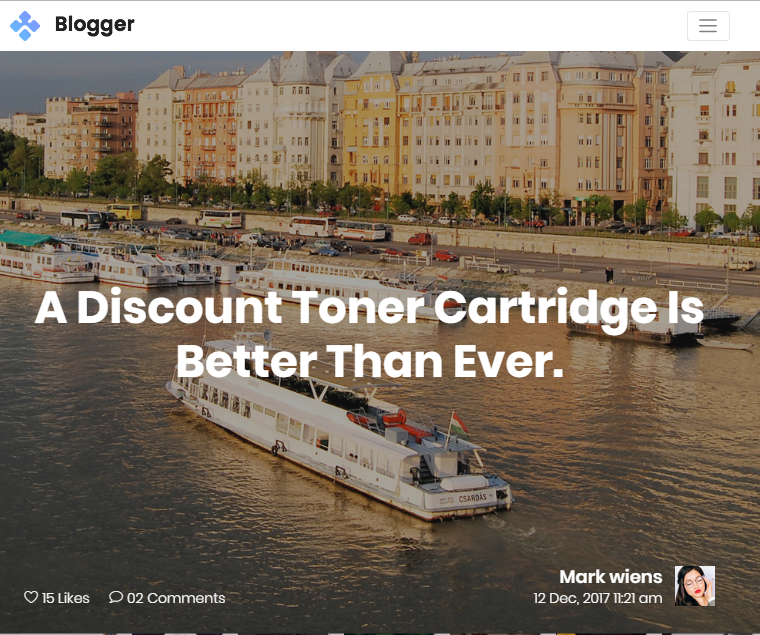 Blogger
A Discount Toner Cartridge Is
Better Than Ever.
CSARDAS
Mark wiens
15 Likes 02 Comments
12 Dec, 2017 11:21 am